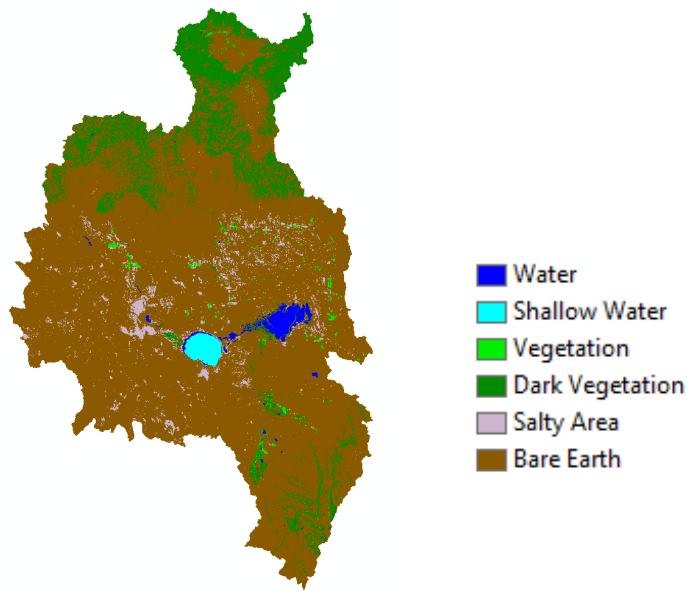 Water
Shallow Water
Vegetation
Dark Vegetation
Salty Area
Bare Earth